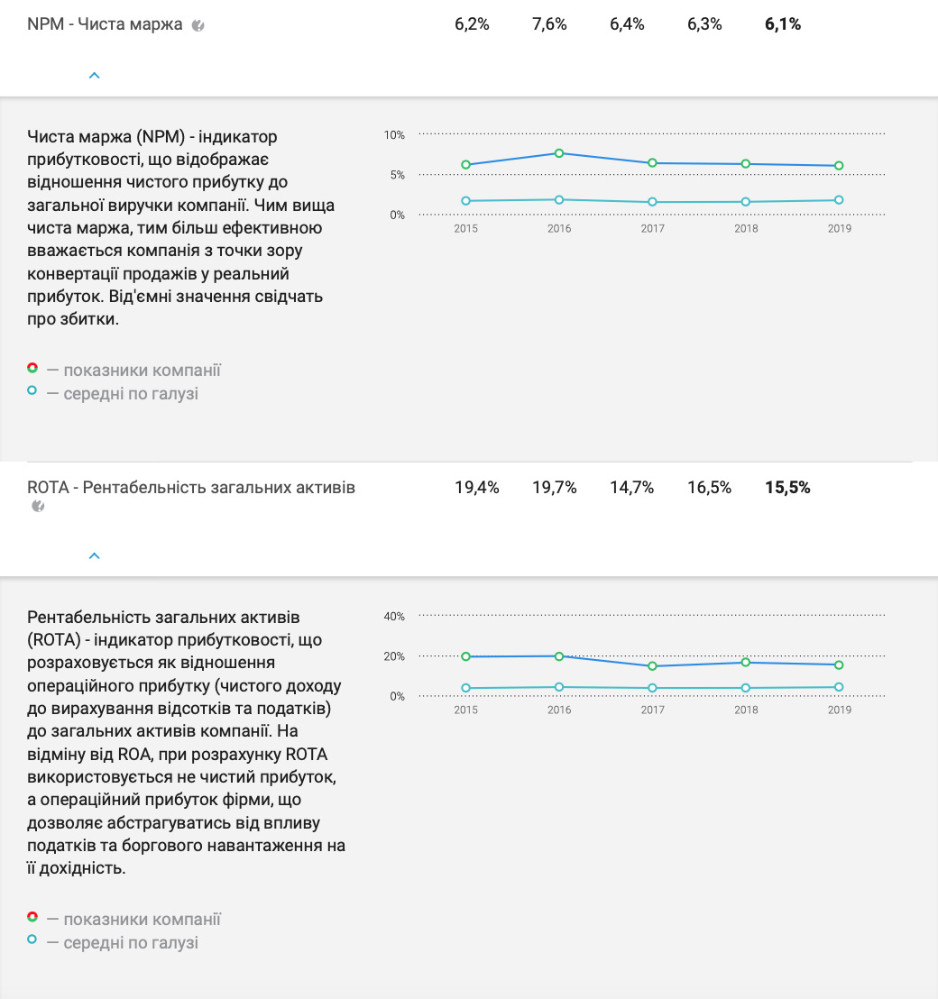 NPM - Чиста маржа ? 6,2% 7,6% 6,4% 6,3% 6,1%
Чиста маржа (NPM) - індикатор
прибутковості, що відображає
відношення чистого прибутку до
загальної виручки компанії. Чим вища
чиста маржа, тим більш ефективною
вважається компанія з точки зору
конвертації продажів у реальний
прибуток. Від'ємні значення свідчать
про збитки.
— показники компанії
— середні по галузі
10%
5%
0%
2015 2016 2017 2018 2019
ROTA - Рентабельність загальних активів 19,4% 19,7% 14,7% 16,5% 15,5%
?
Рентабельність загальних активів
(ROTA) - індикатор прибутковості, що
розраховується як відношення
операційного прибутку (чистого доходу
до вирахування відсотків та податків)
до загальних активів компанії. На
відміну від ROA, при розрахунку ROTA
використовується не чистий прибуток,
а операційний прибуток фірми, що
дозволяє абстрагуватись від впливу
податків та боргового навантаження на
її дохідність.
— показники компанії
— середні по галузі
40%
20%
0%
2015 2016 2017 2018 2019